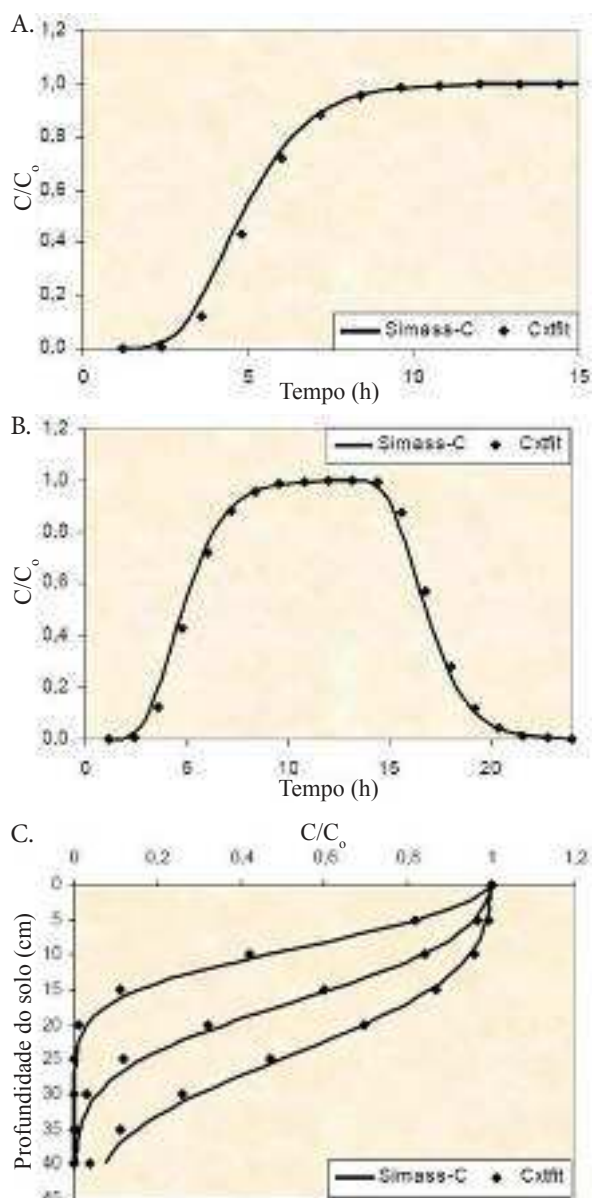 A.
1,2
1,0
0,8
0,6
0,4
0,2
0,0
C/Co
0 5 10 15
Tempo (h)
Simass-C Cxtfit
B.
1,2
1,0
0,8
0,6
0,4
0,2
0,0
C/Co
0 5 10 15 20
Tempo (h)
Simass-C Cxtfit
C.
C/Co
0 0,2 0,4 0,6 0,8 1 1,2
0
5
10
15
20
25
30
35
40
45
Profundidade do solo (cm)
Simass-C Cxtfit